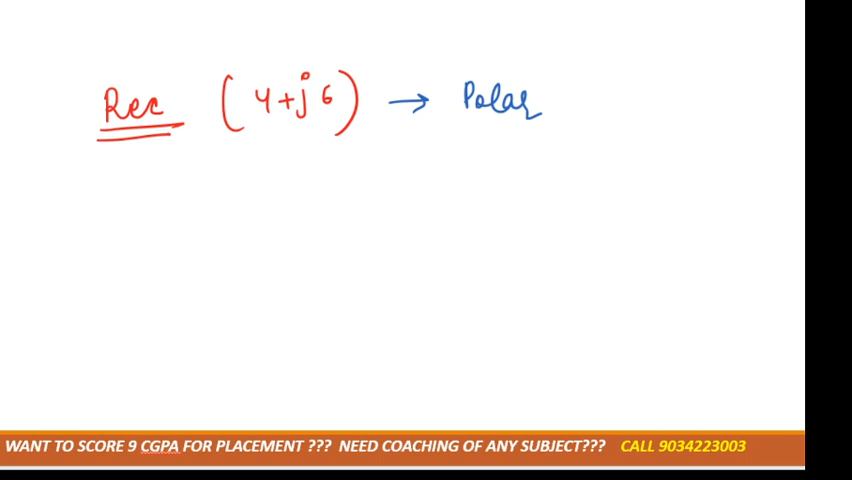 Rec (4+j6) → Polar
WANT TO SCORE 9 CGPA FOR PLACEMENT ??? NEED COACHING OF ANY SUBJECT??? CALL 9034223003